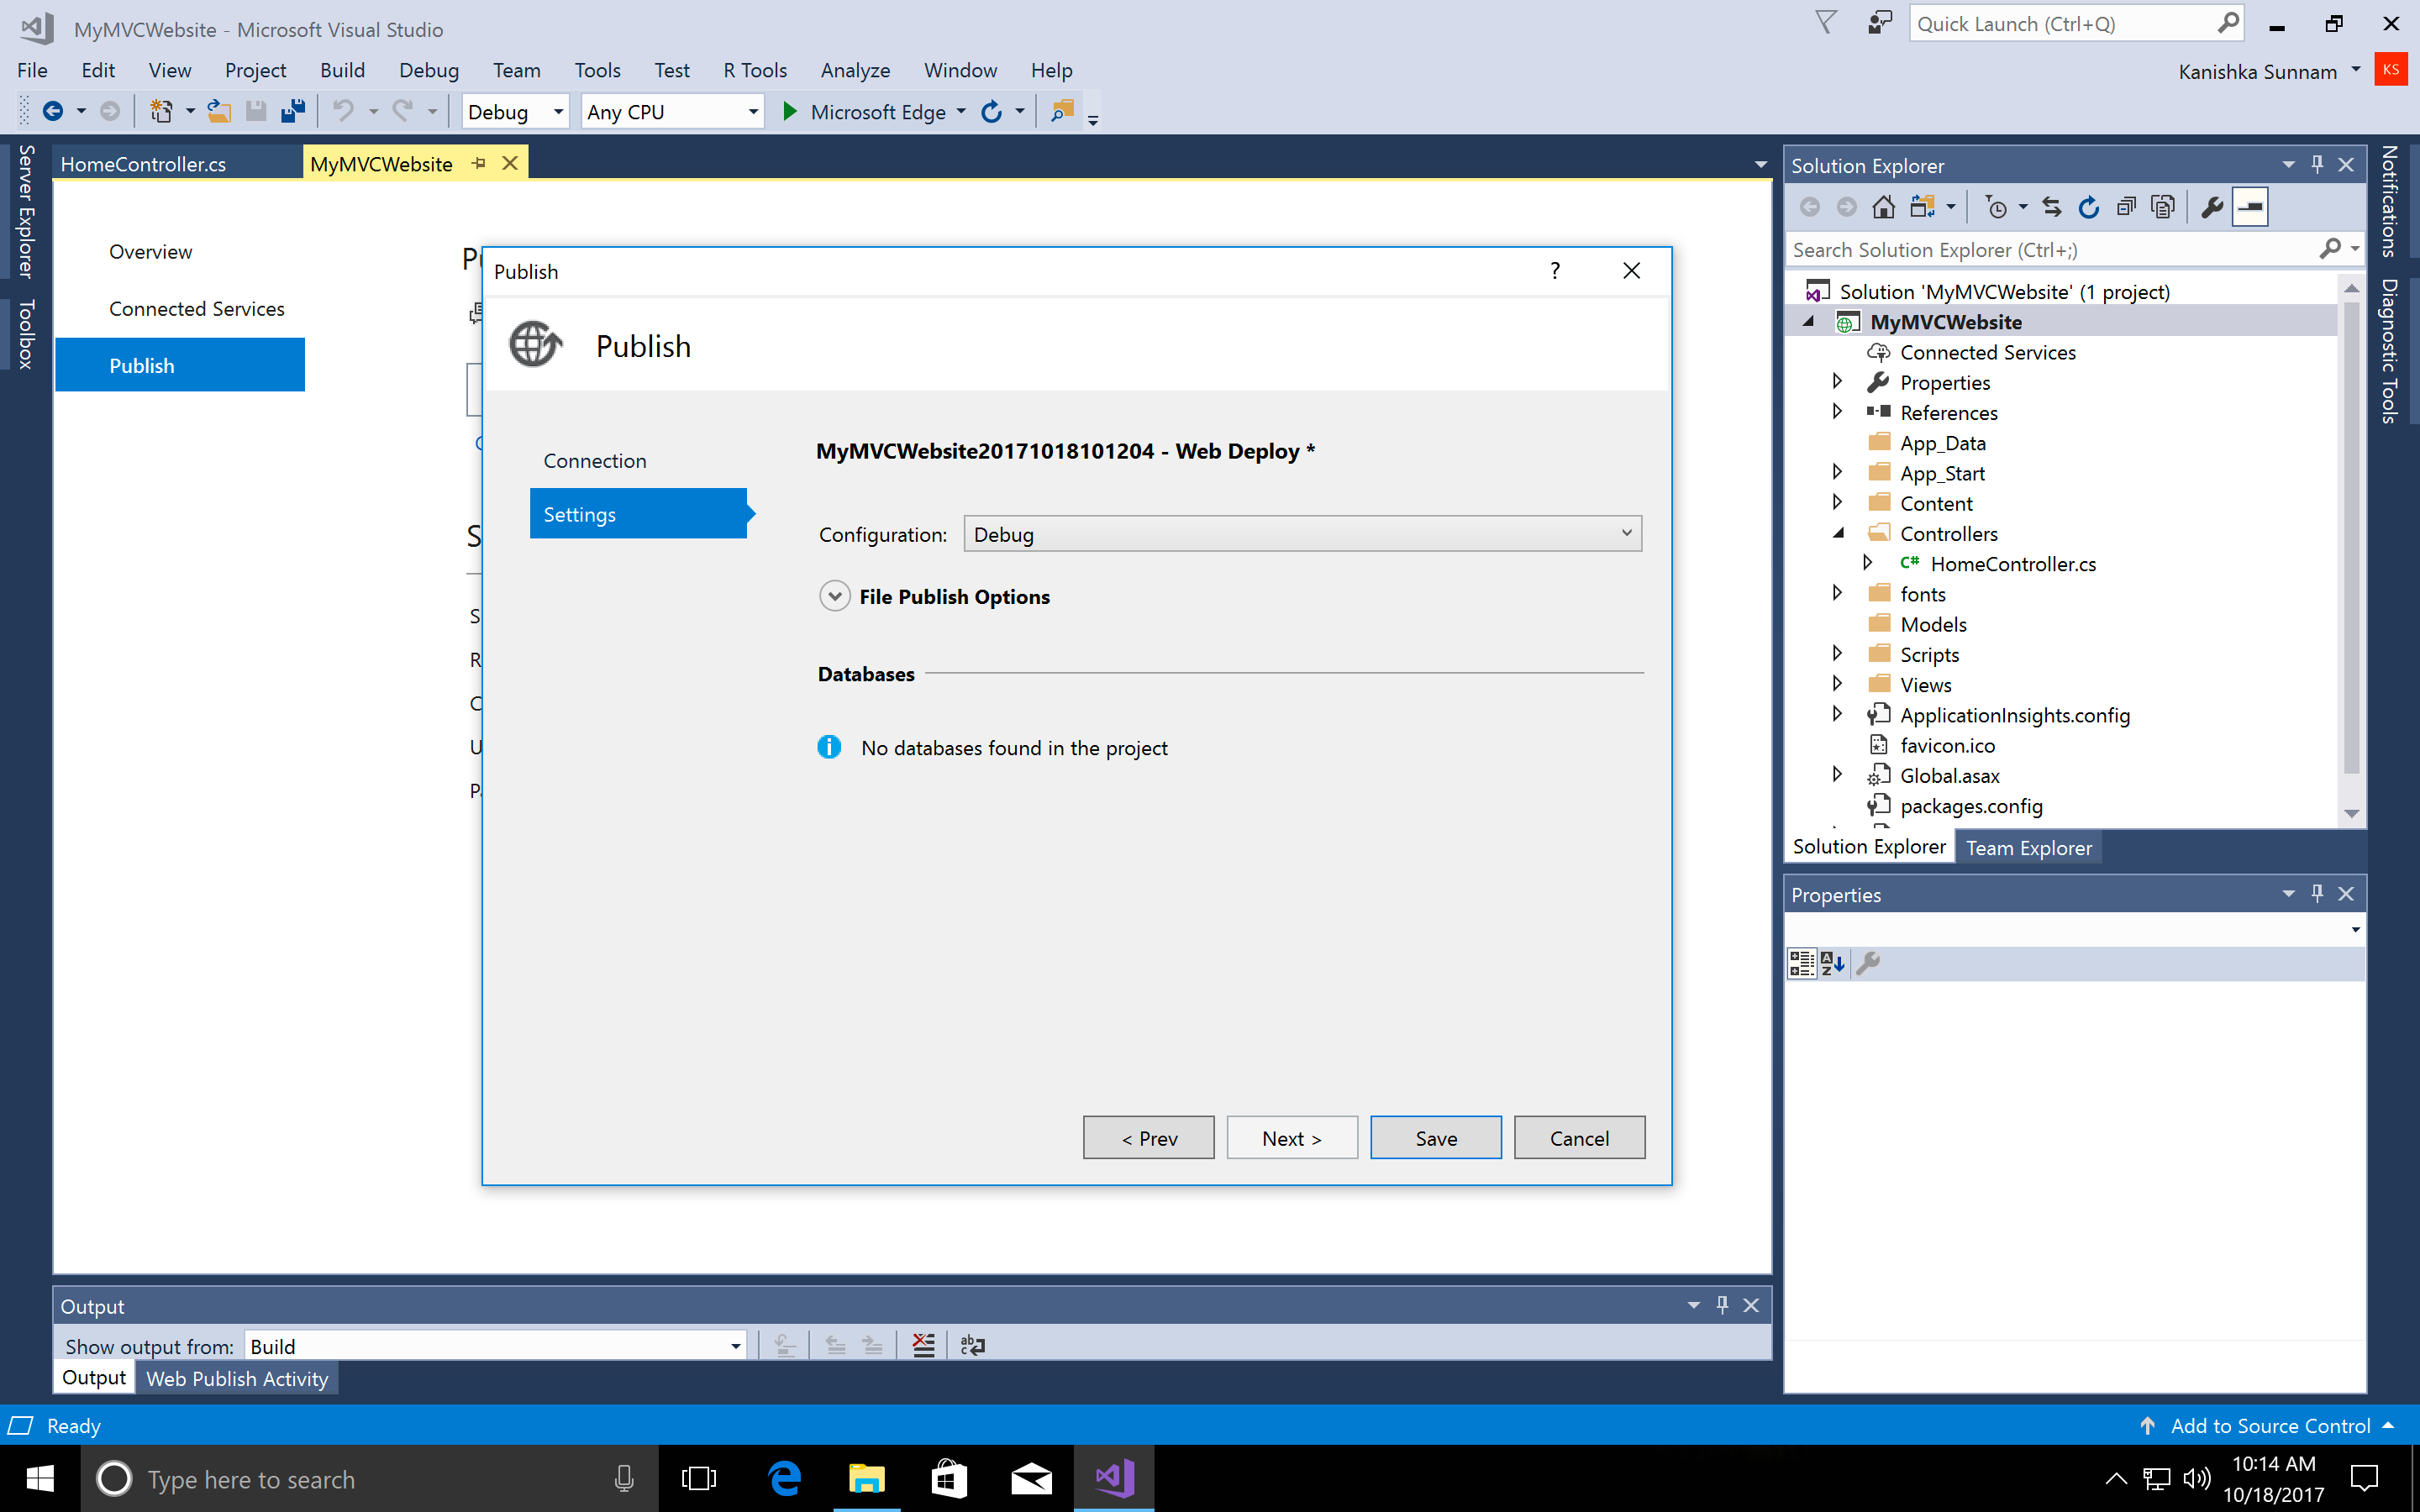 MyMVCWebsite - Microsoft Visual Studio
Quick Launch (Ctrl+Q)
File Edit View Project Build Debug Team Tools Test R Tools Analyze Window Help
Kanishka Sunnam KS
Debug Any CPU Microsoft Edge
Server Explorer
Toolbox
HomeController.cs MyMVCWebsite
Overview
Connected Services
Publish
Publish ?
Publish
Connection
Settings
MyMVCWebsite20171018101204 - Web Deploy *
Configuration: Debug
File Publish Options
Databases
No databases found in the project
< Prev Next > Save Cancel
Solution Explorer
Search Solution Explorer (Ctrl+;)
Solution 'MyMVCWebsite' (1 project)
MyMVCWebsite
Connected Services
Properties
References
App_Data
App_Start
Content
Controllers
C# HomeController.cs
fonts
Models
Scripts
Views
ApplicationInsights.config
favicon.ico
Global.asax
packages.config
Solution Explorer Team Explorer
Properties
Notifications
Diagnostic Tools
Output
Show output from: Build
Output Web Publish Activity
Ready
Add to Source Control
Type here to search
10:14 AM
10/18/2017